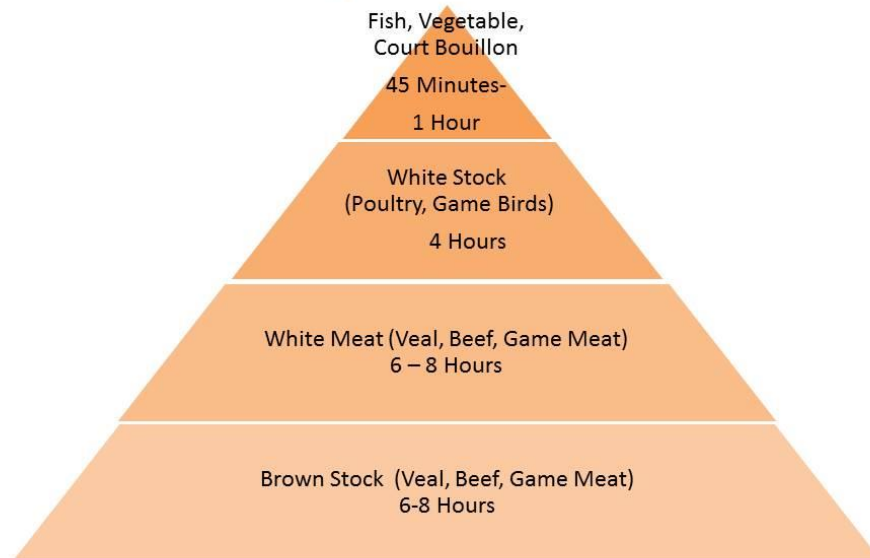 Fish, Vegetable,
Court Bouillon
45 Minutes-
1 Hour
White Stock
(Poultry, Game Birds)
4 Hours
White Meat (Veal, Beef, Game Meat)
6 – 8 Hours
Brown Stock (Veal, Beef, Game Meat)
6-8 Hours